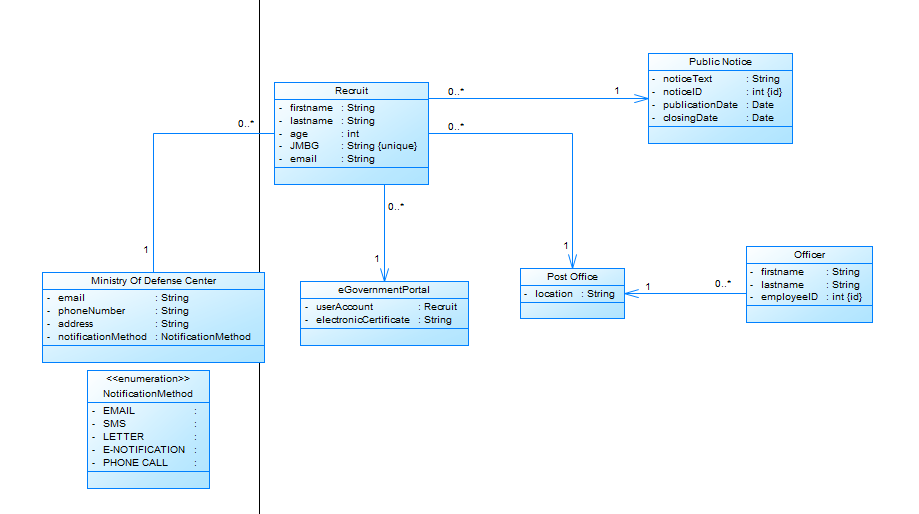 Public Notice
- noticeText : String
- noticeID : int {id}
- publicationDate : Date
- closingDate : Date
Recruit
- firstname : String
- lastname : String
- age : int
- JMBG : String {unique}
- email : String
0..*
1
0..*
0..*
0..*
1
1
1
Ministry Of Defense Center
- email : String
- phoneNumber : String
- address : String
- notificationMethod : NotificationMethod
eGovernmentPortal
- userAccount : Recruit
- electronicCertificate : String
Post Office
- location : String
1
0..*
Officer
- firstname : String
- lastname : String
- employeeID : int {id}
<<enumeration>>
NotificationMethod
- EMAIL :
- SMS :
- LETTER :
- E-NOTIFICATION :
- PHONE CALL :